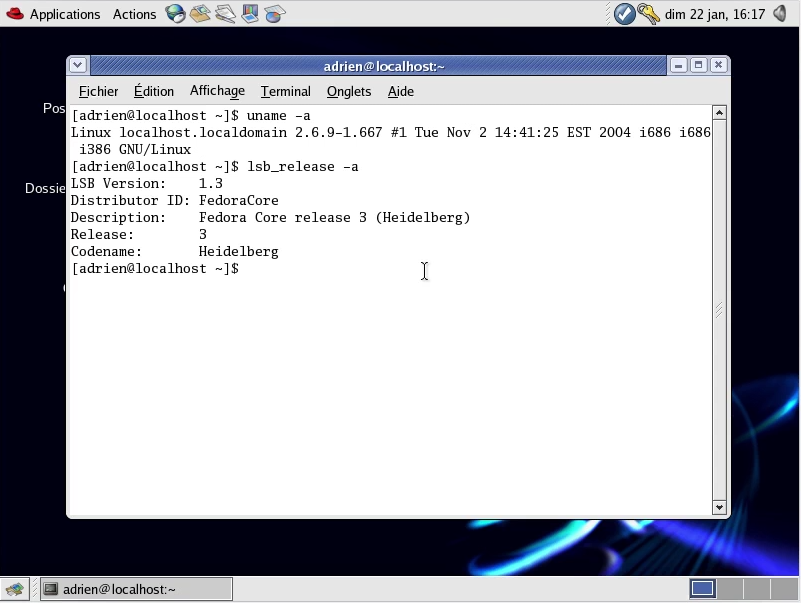 Applications Actions dim 22 jan, 16:17
adrien@localhost:~
Fichier Édition Affichage Terminal Onglets Aide
Pos
Dossie
[adrien@localhost ~]$ uname -a
Linux localhost.localdomain 2.6.9-1.667 #1 Tue Nov 2 14:41:25 EST 2004 i686 i686
i386 GNU/Linux
[adrien@localhost ~]$ lsb_release -a
LSB Version: 1.3
Distributor ID: FedoraCore
Description: Fedora Core release 3 (Heidelberg)
Release: 3
Codename: Heidelberg
[adrien@localhost ~]$
adrien@localhost:~